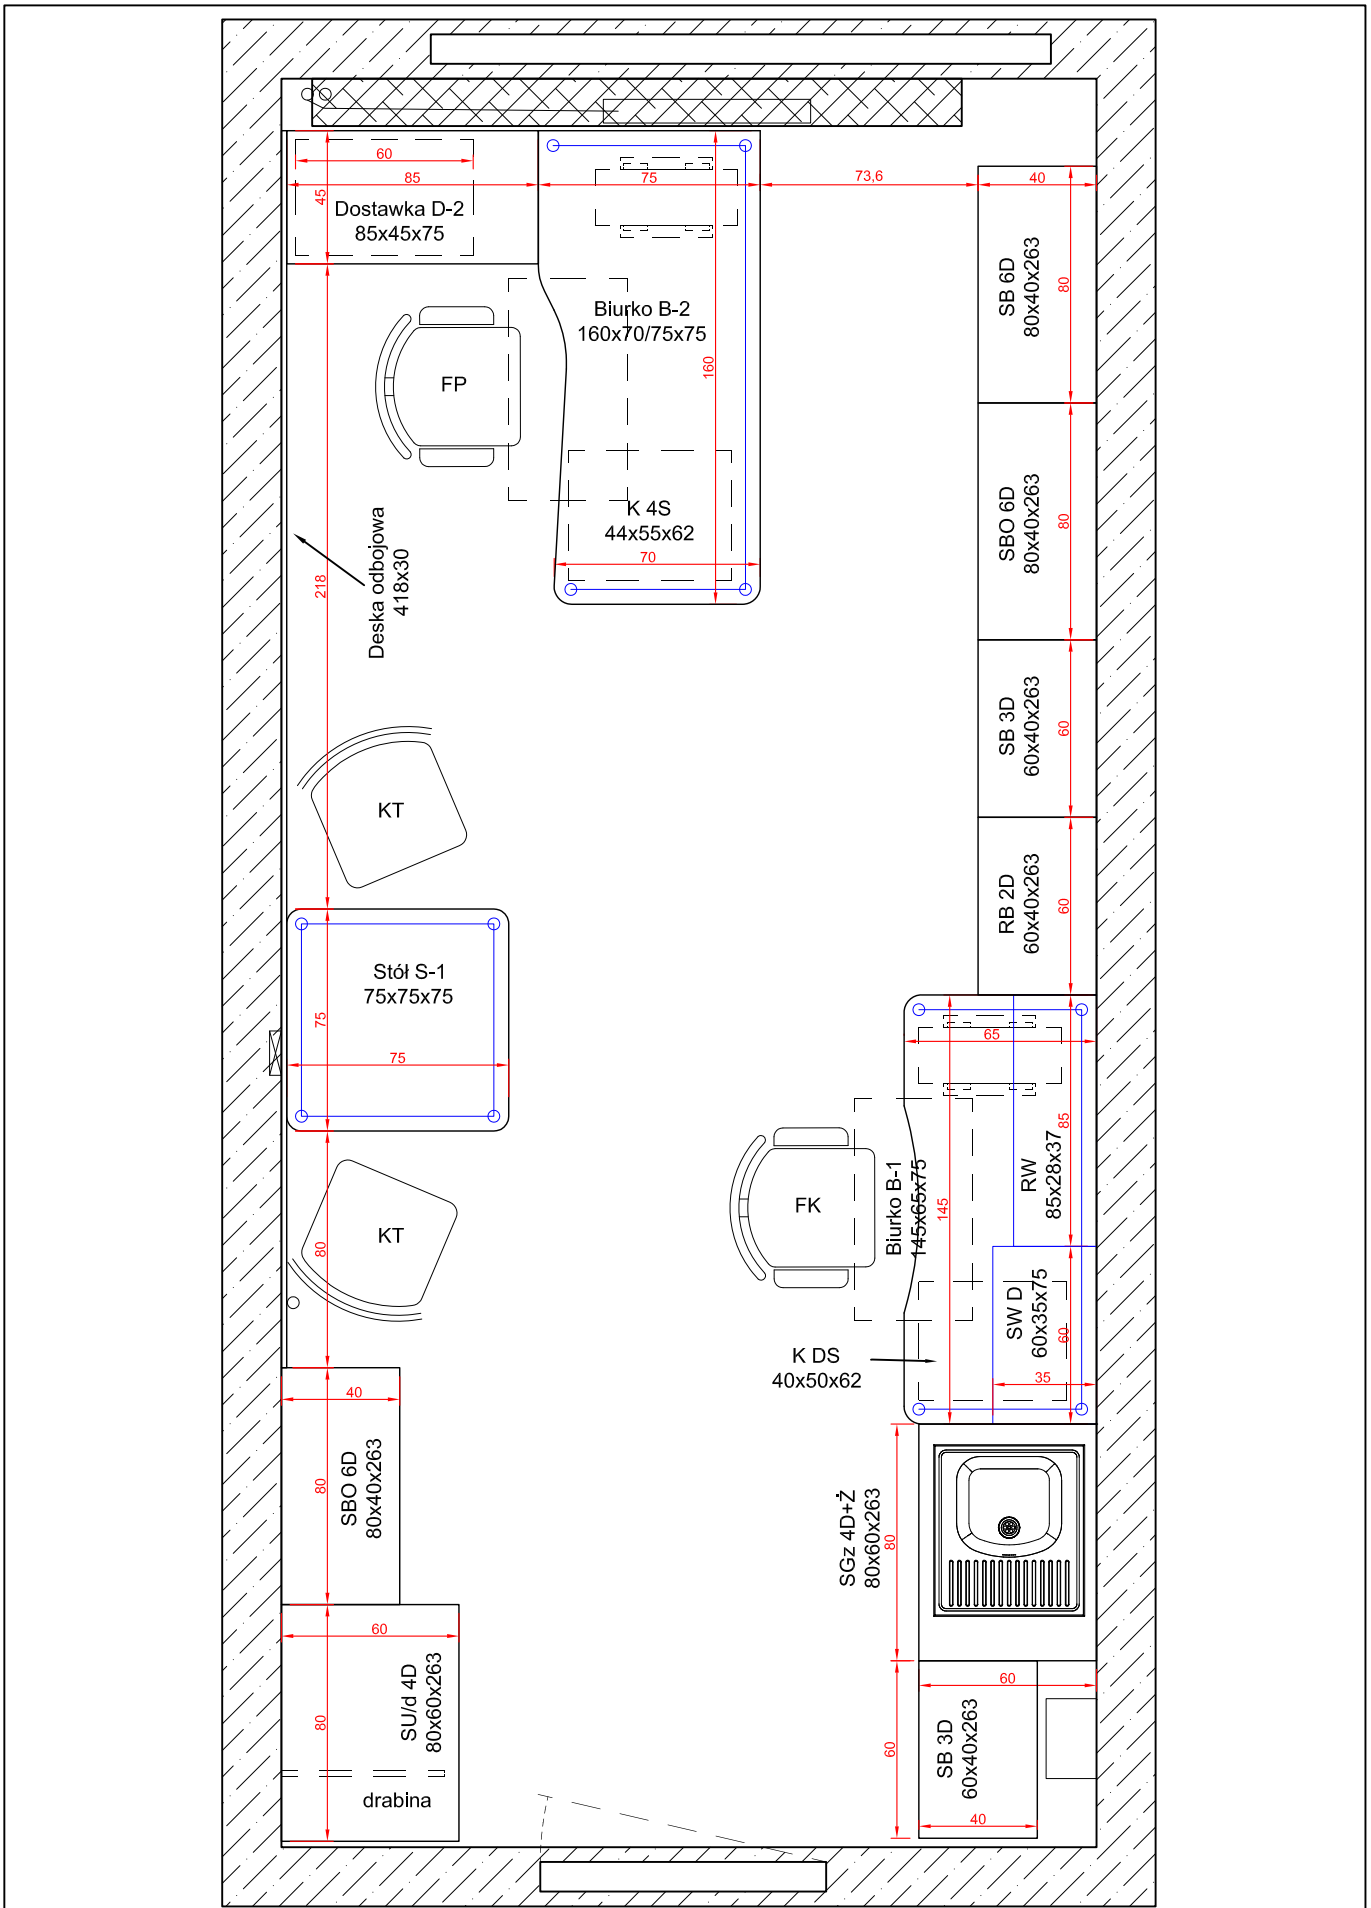 60
85
75
73,6
40
45
Dostawka D-2
85x45x75
SB 6D
80x40x263
80
Biurko B-2
160x70/75x75
160
FP
K 4S
44x55x62
70
SBO 6D
80x40x263
80
Deska odbojowa
418x30
218
SB 3D
60x40x263
60
KT
RB 2D
60x40x263
60
Stół S-1
75x75x75
75
75
65
85
RW
85x28x37
Biurko B-1
145x65x75
145
FK
KT
80
SW D
60x35x75
60
35
K DS
40x50x62
40
SBO 6D
80x40x263
80
SGz 4D+Ż
80x60x263
80
60
SU/d 4D
80x60x263
80
drabina
60
SB 3D
60x40x263
60
40